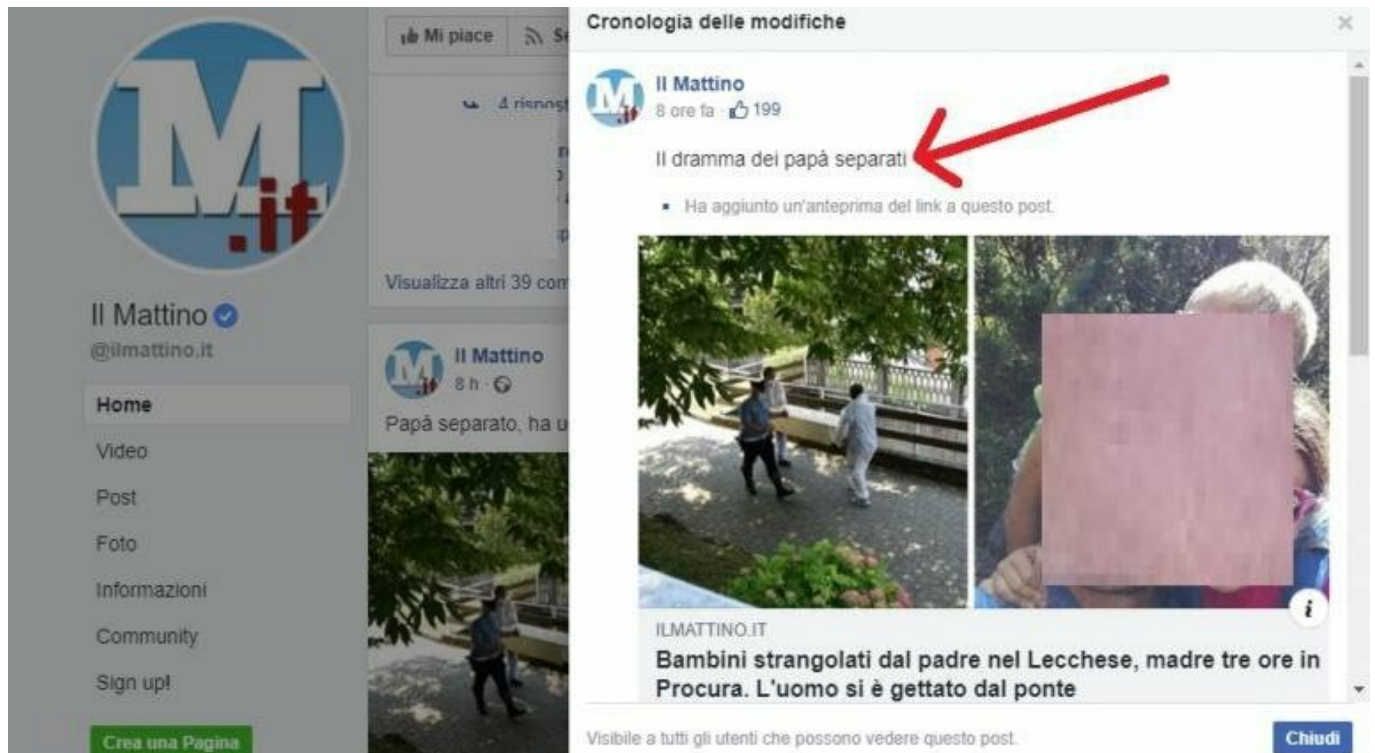 M
.it
Il Mattino
@ilmattino.it
Home
Video
Post
Foto
Informazioni
Community
Sign up!
Crea una Pagina
Mi piace
4
Visualizza altri 39
Il Mattino
8 h
Papà separato, ha
Cronologia delle modifiche
Il Mattino
8 ore fa · 199
Il dramma dei papà separati
Ha aggiunto un'anteprima del link a questo post.
ILMATTINO.IT
Bambini strangolati dal padre nel Lecchese, madre tre ore in
Procura. L'uomo si è gettato dal ponte
Visibile a tutti gli utenti che possono vedere questo post.
Chiudi